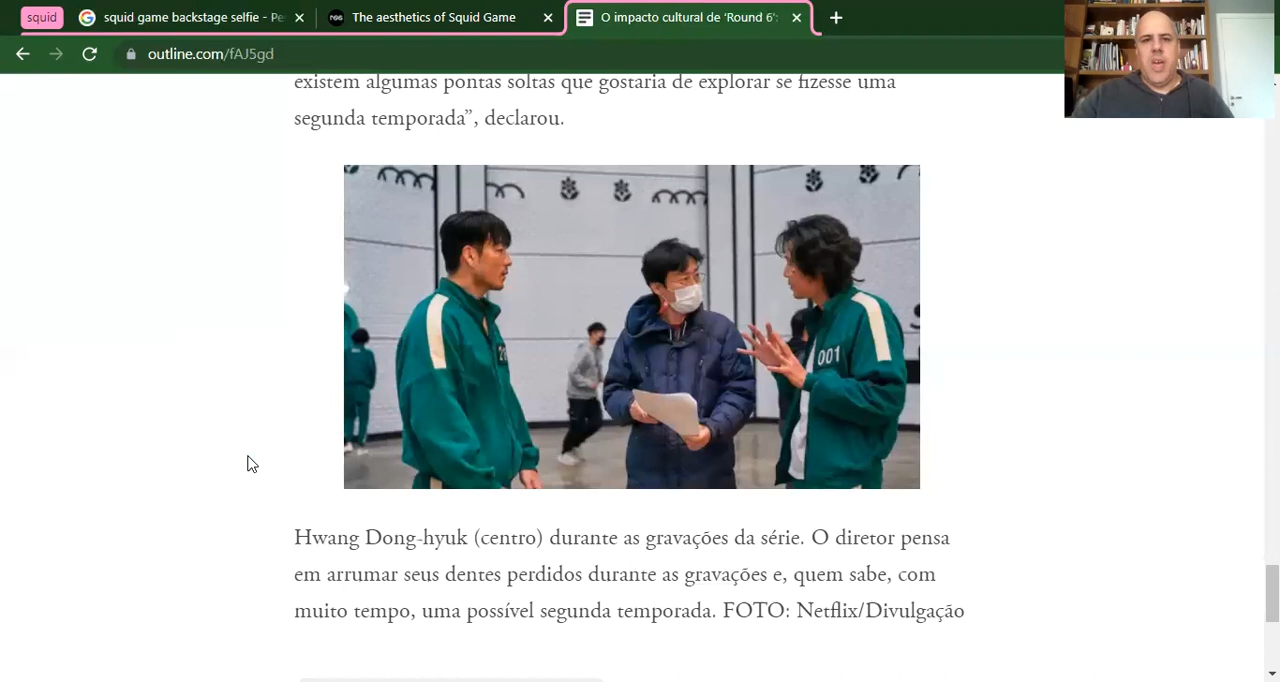 squid
squid game backstage selfie - Pe
The aesthetics of Squid Game
O impacto cultural de ‘Round 6’:
outline.com/fAJ5gd
existem algumas pontas soltas que gostaria de explorar se fizesse uma
segunda temporada”, declarou.
001
Hwang Dong-hyuk (centro) durante as gravações da série. O diretor pensa
em arrumar seus dentes perdidos durante as gravações e, quem sabe, com
muito tempo, uma possível segunda temporada. FOTO: Netflix/Divulgação